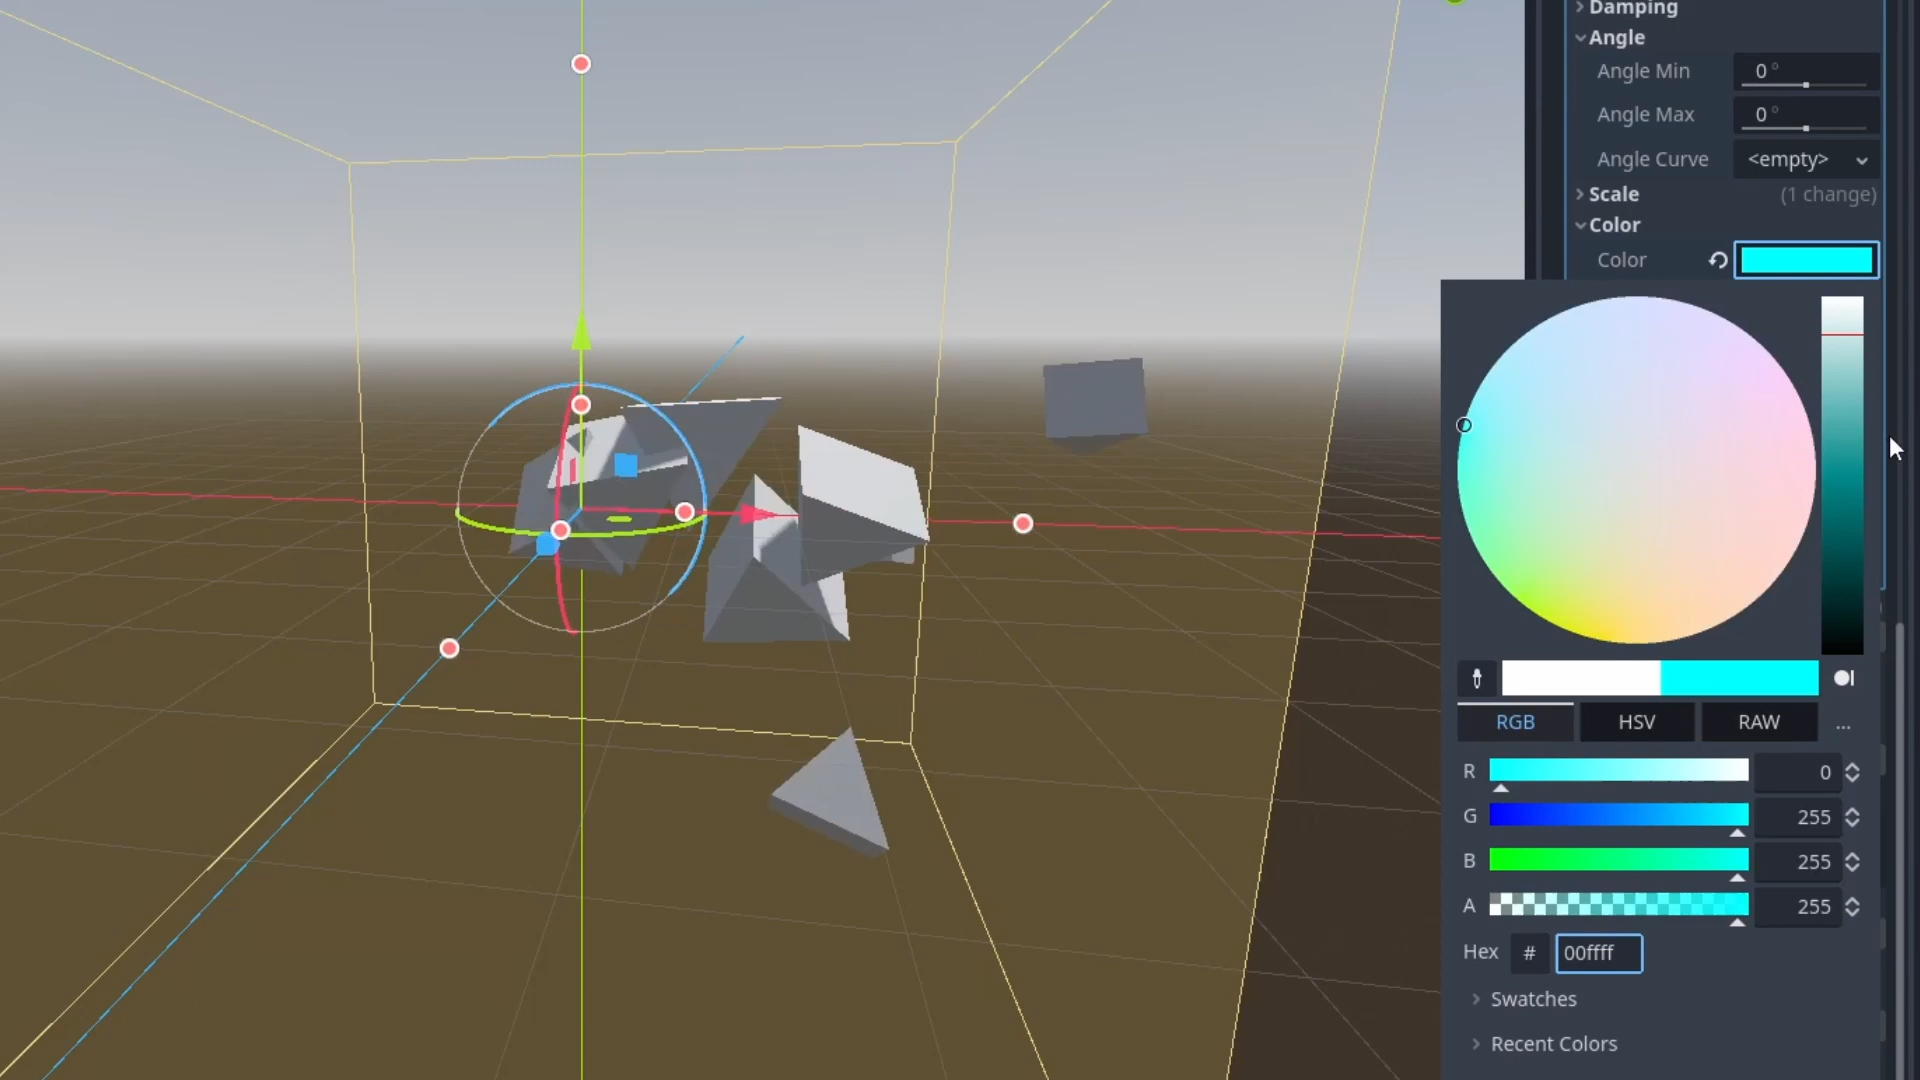 Damping
Angle
Angle Min 0 °
Angle Max 0 °
Angle Curve <empty>
Scale (1 change)
Color
Color
RGB HSV RAW ...
R 0
G 255
B 255
A 255
Hex # 00ffff
Swatches
Recent Colors